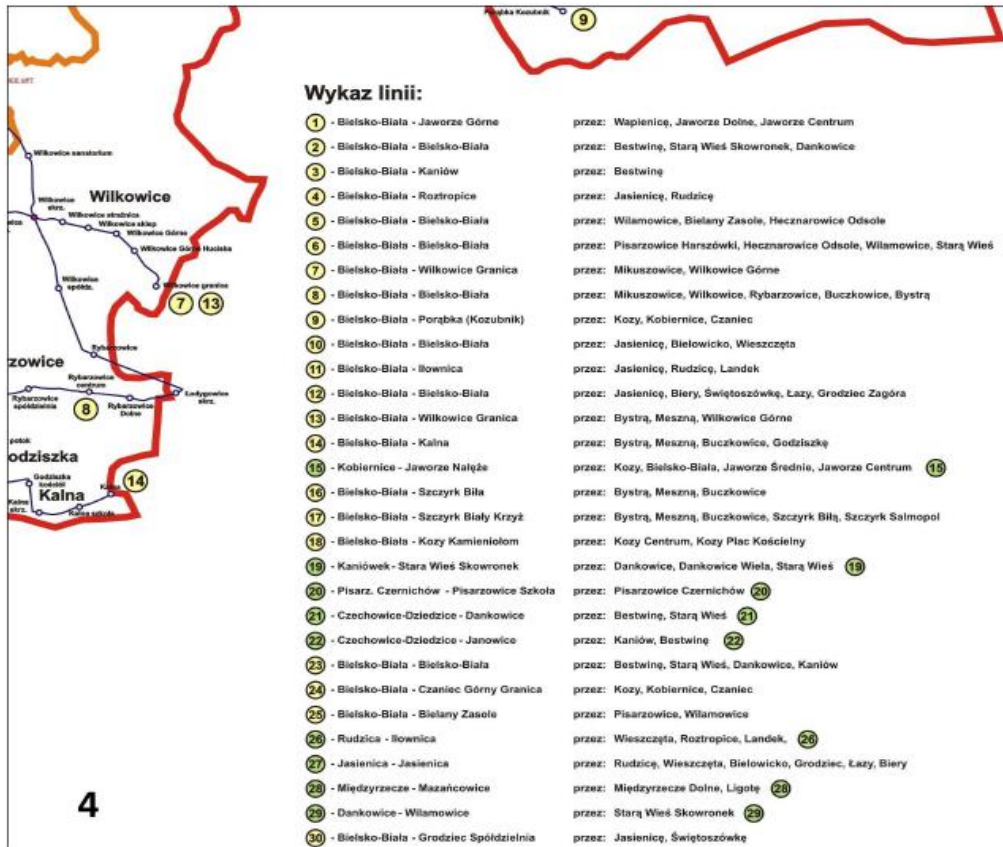 Porąbka Kozubnik
9
Wykaz linii:
1 - Bielsko-Biała - Jaworze Górne przez: Wapienicę, Jaworze Dolne, Jaworze Centrum
2 - Bielsko-Biała - Bielsko-Biała przez: Bestwinę, Starą Wieś Skowronek, Dankowice
3 - Bielsko-Biała - Kaniów przez: Bestwinę
4 - Bielsko-Biała - Roztropice przez: Jasienicę, Rudzicę
5 - Bielsko-Biała - Bielsko-Biała przez: Wilamowice, Bielany Zasole, Hecznarowice Odsole
6 - Bielsko-Biała - Bielsko-Biała przez: Pisarzowice Harszówki, Hecznarowice Odsole, Wilamowice, Starą Wieś
7 - Bielsko-Biała - Wilkowice Granica przez: Mikuszowice, Wilkowice Górne
8 - Bielsko-Biała - Bielsko-Biała przez: Mikuszowice, Wilkowice, Rybarzowice, Buczkowice, Bystrą
9 - Bielsko-Biała - Porąbka (Kozubnik) przez: Kozy, Kobiernice, Czaniec
10 - Bielsko-Biała - Bielsko-Biała przez: Jasienicę, Bielowicko, Wieszczęta
11 - Bielsko-Biała - Iłownica przez: Jasienicę, Rudzicę, Landek
12 - Bielsko-Biała - Bielsko-Biała przez: Jasienicę, Biery, Świętoszówkę, Łazy, Grodziec Zagóra
13 - Bielsko-Biała - Wilkowice Granica przez: Bystrą, Meszną, Wilkowice Górne
14 - Bielsko-Biała - Kalna przez: Bystrą, Meszną, Buczkowice, Godziszkę
15 - Kobiernice - Jaworze Nałęże przez: Kozy, Bielsko-Biała, Jaworze Średnie, Jaworze Centrum 15
16 - Bielsko-Biała - Szczyrk Biła przez: Bystrą, Meszną, Buczkowice
17 - Bielsko-Biała - Szczyrk Biały Krzyż przez: Bystrą, Meszną, Buczkowice, Szczyrk Biłą, Szczyrk Salmopol
18 - Bielsko-Biała - Kozy Kamieniołom przez: Kozy Centrum, Kozy Plac Kościelny
19 - Kaniówek - Stara Wieś Skowronek przez: Dankowice, Dankowice Wiela, Starą Wieś 19
20 - Pisarz. Czernichów - Pisarzowice Szkoła przez: Pisarzowice Czernichów 20
21 - Czechowice-Dziedzice - Dankowice przez: Bestwinę, Starą Wieś 21
22 - Czechowice-Dziedzice - Janowice przez: Kaniów, Bestwinę 22
23 - Bielsko-Biała - Bielsko-Biała przez: Bestwinę, Starą Wieś, Dankowice, Kaniów
24 - Bielsko-Biała - Czaniec Górny Granica przez: Kozy, Kobiernice, Czaniec
25 - Bielsko-Biała - Bielany Zasole przez: Pisarzowice, Wilamowice
26 - Rudzica - Iłownica przez: Wieszczęta, Roztropice, Landek, 26
27 - Jasienica - Jasienica przez: Rudzicę, Wieszczęta, Bielowicko, Grodziec, Łazy, Biery
28 - Międzyrzecze - Mazańcowice przez: Międzyrzecze Dolne, Ligotę 28
29 - Dankowice - Wilamowice przez: Starą Wieś Skowronek 29
30 - Bielsko-Biała - Grodziec Spółdzielnia przez: Jasienicę, Świętoszówkę
Wilkowice sanatorium
Wilkowice
Wilkowice
skrz.
Wilkowice strażnica
Wilkowice sklep
Wilkowice Górne
Wilkowice Górne Huciska
Wilkowice granica
7 13
Wilkowice
spółdz.
Rybarzowice
rzowice
Rybarzowice
centrum
Rybarzowice
spółdzielnia
8
Rybarzowice
Dolne
Łodygowice
skrz.
potok
odziszka
Godziszka
kościół
Kalna
Kalna
14
Kalna
skrz.
Kalna szkoła
4